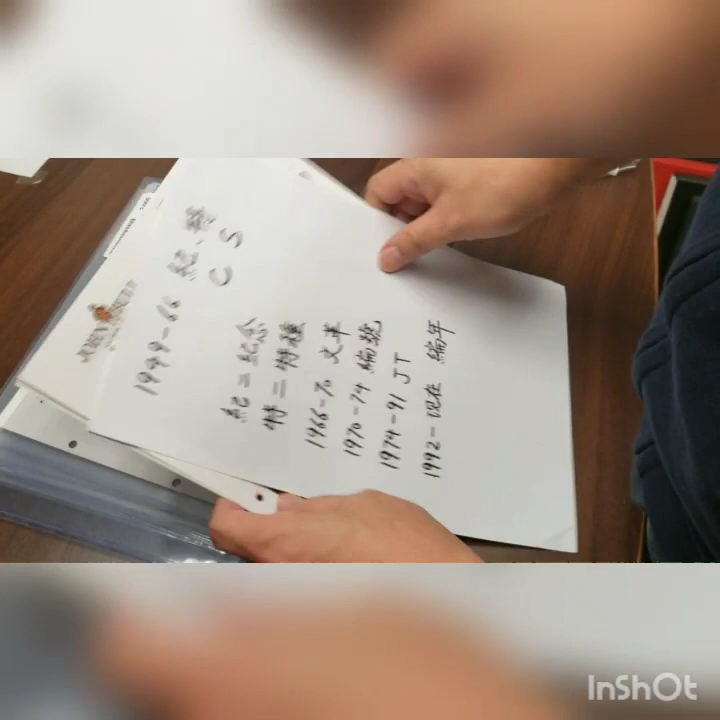 1949-66 紀、特
C S
紀=紀念
特=特種
1966-70 文革
1970-74 編號
1974-91 JT
1992-現在 編年
InShOt